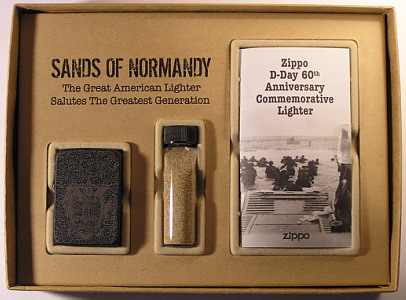 SANDS OF NORMANDY
The Great American Lighter
Salutes The Greatest Generation
Zippo
D-Day 60th
Anniversary
Commemorative
Lighter
zippo